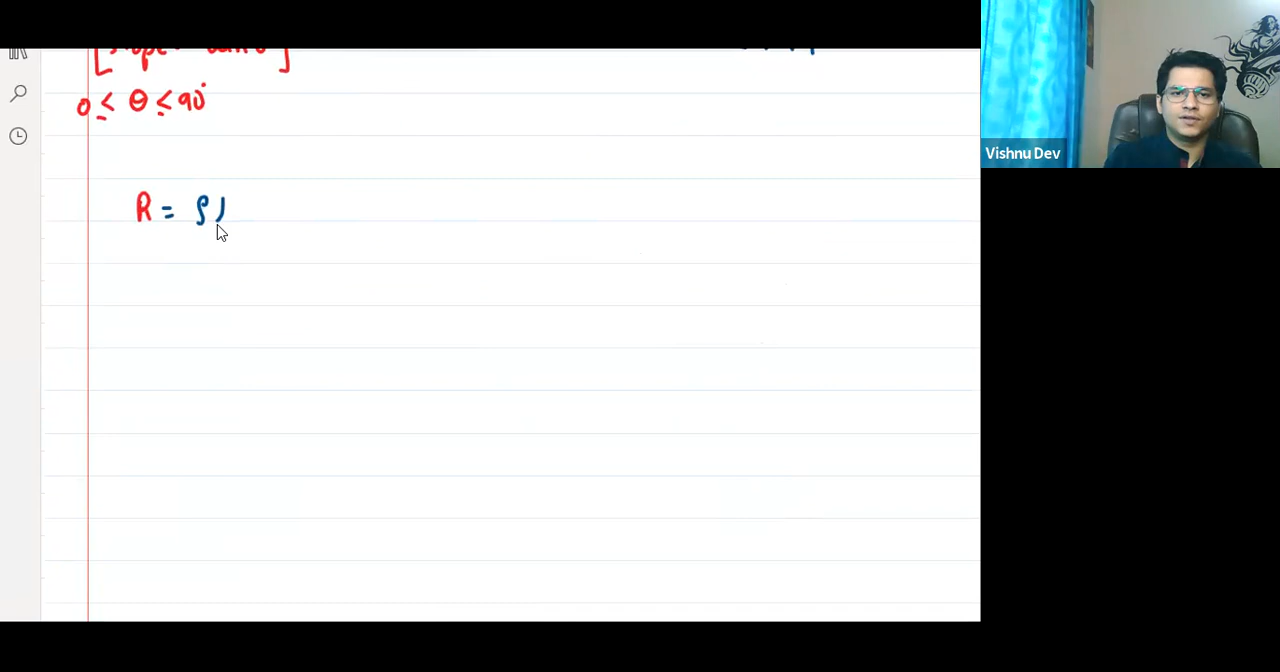 0 ≤ θ ≤ 90°
R = ρl
Vishnu Dev